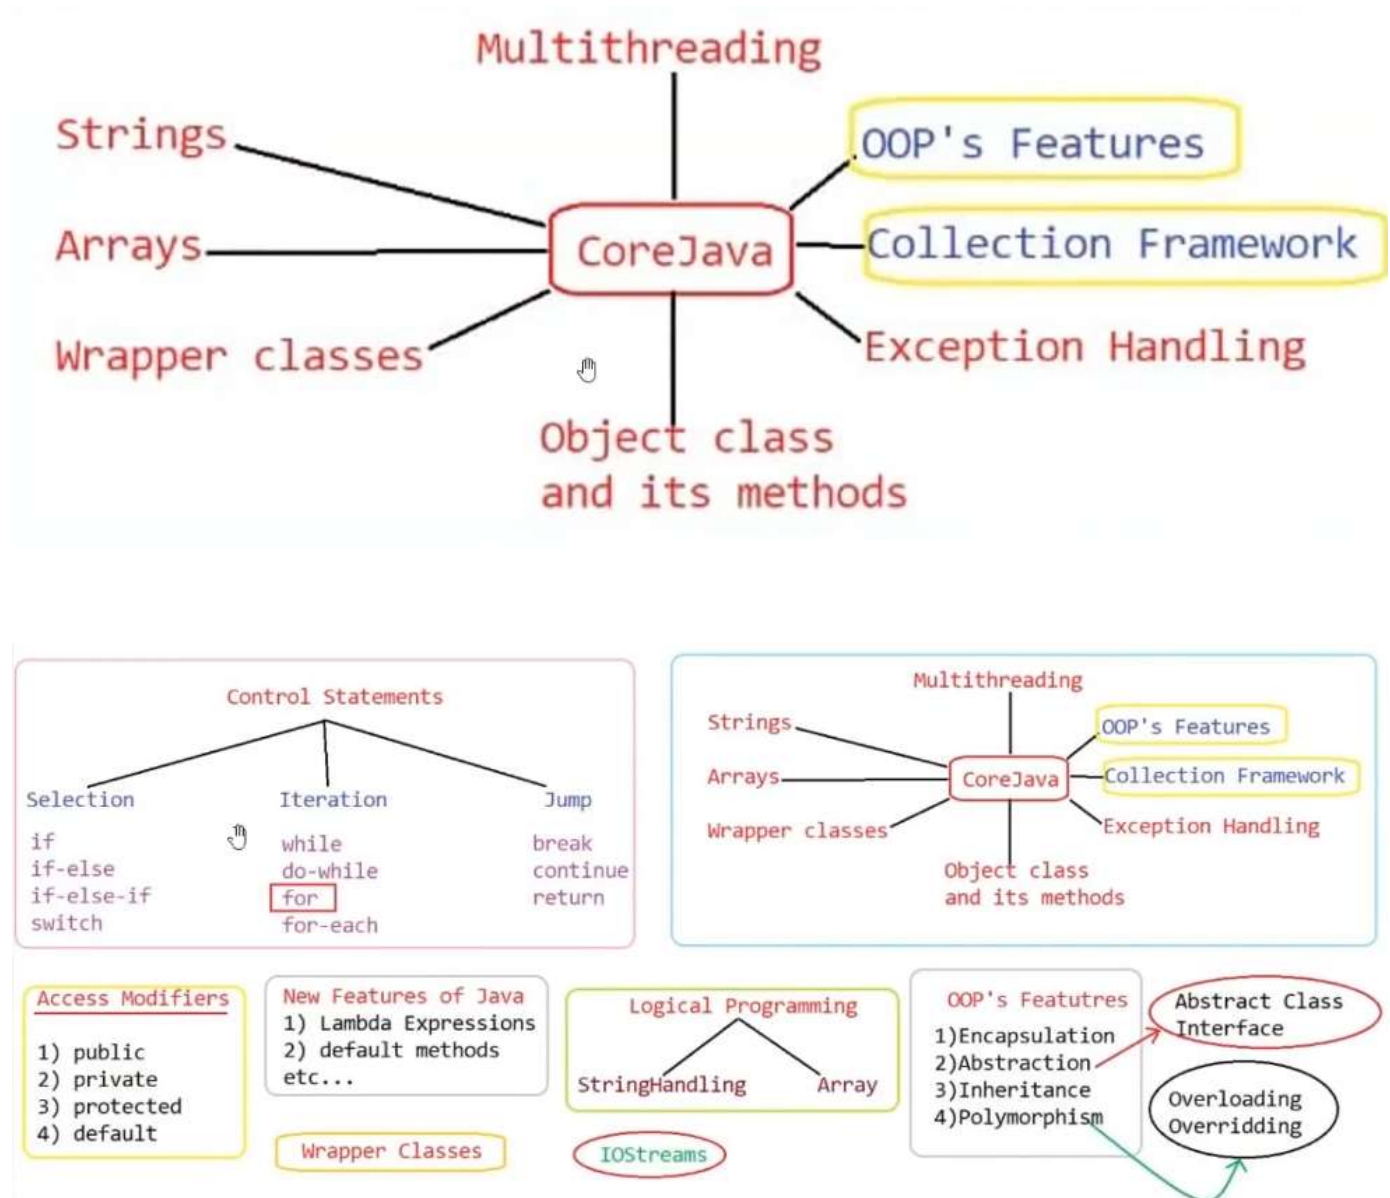 Multithreading
Strings
OOP's Features
Arrays
CoreJava
Collection Framework
Wrapper classes
Exception Handling
Object class
and its methods
Control Statements
Selection
if
if-else
if-else-if
switch
Iteration
while
do-while
for
for-each
Jump
break
continue
return
Multithreading
Strings
OOP's Features
Arrays
CoreJava
Collection Framework
Wrapper classes
Exception Handling
Object class
and its methods
Access Modifiers
1) public
2) private
3) protected
4) default
New Features of Java
1) Lambda Expressions
2) default methods
etc...
Wrapper Classes
Logical Programming
StringHandling
Array
IOStreams
OOP's Featutres
1)Encapsulation
2)Abstraction
3)Inheritance
4)Polymorphism
Abstract Class
Interface
Overloading
Overridding